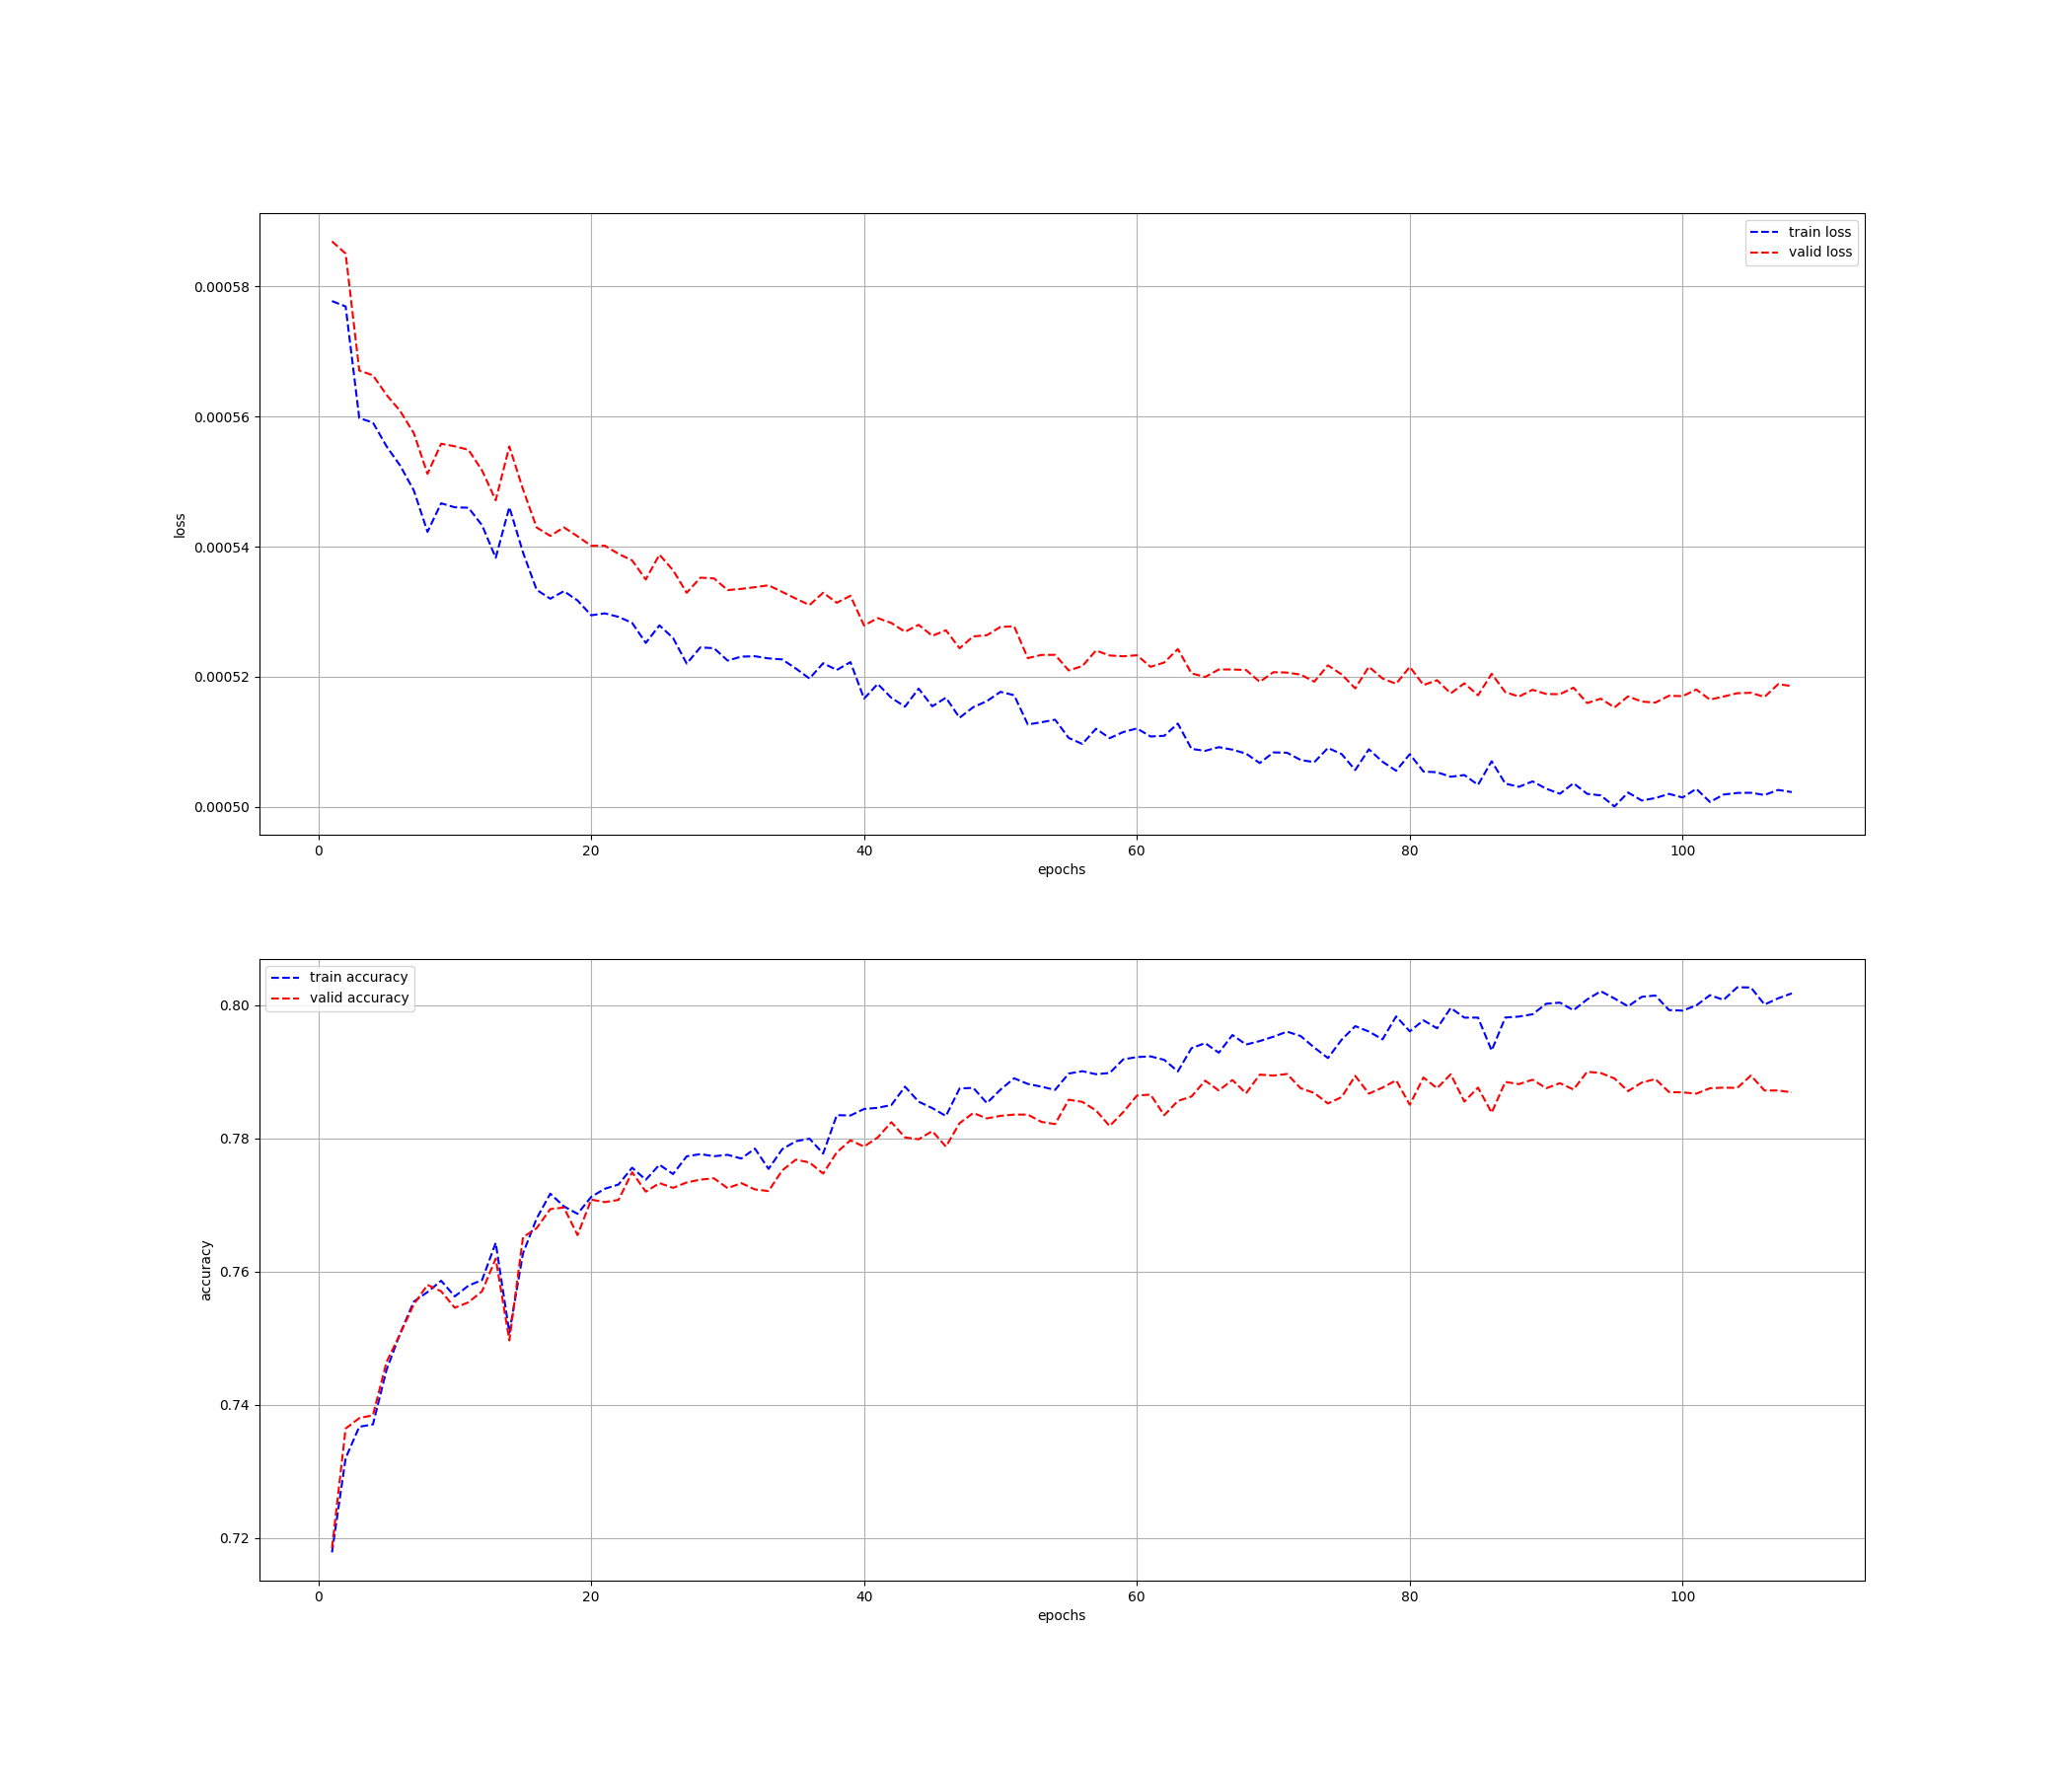 train loss
valid loss
0.00058
0.00056
0.00054
0.00052
0.00050
loss
0 20 40 60 80 100
epochs
train accuracy
valid accuracy
0.80
0.78
0.76
0.74
0.72
accuracy
0 20 40 60 80 100
epochs